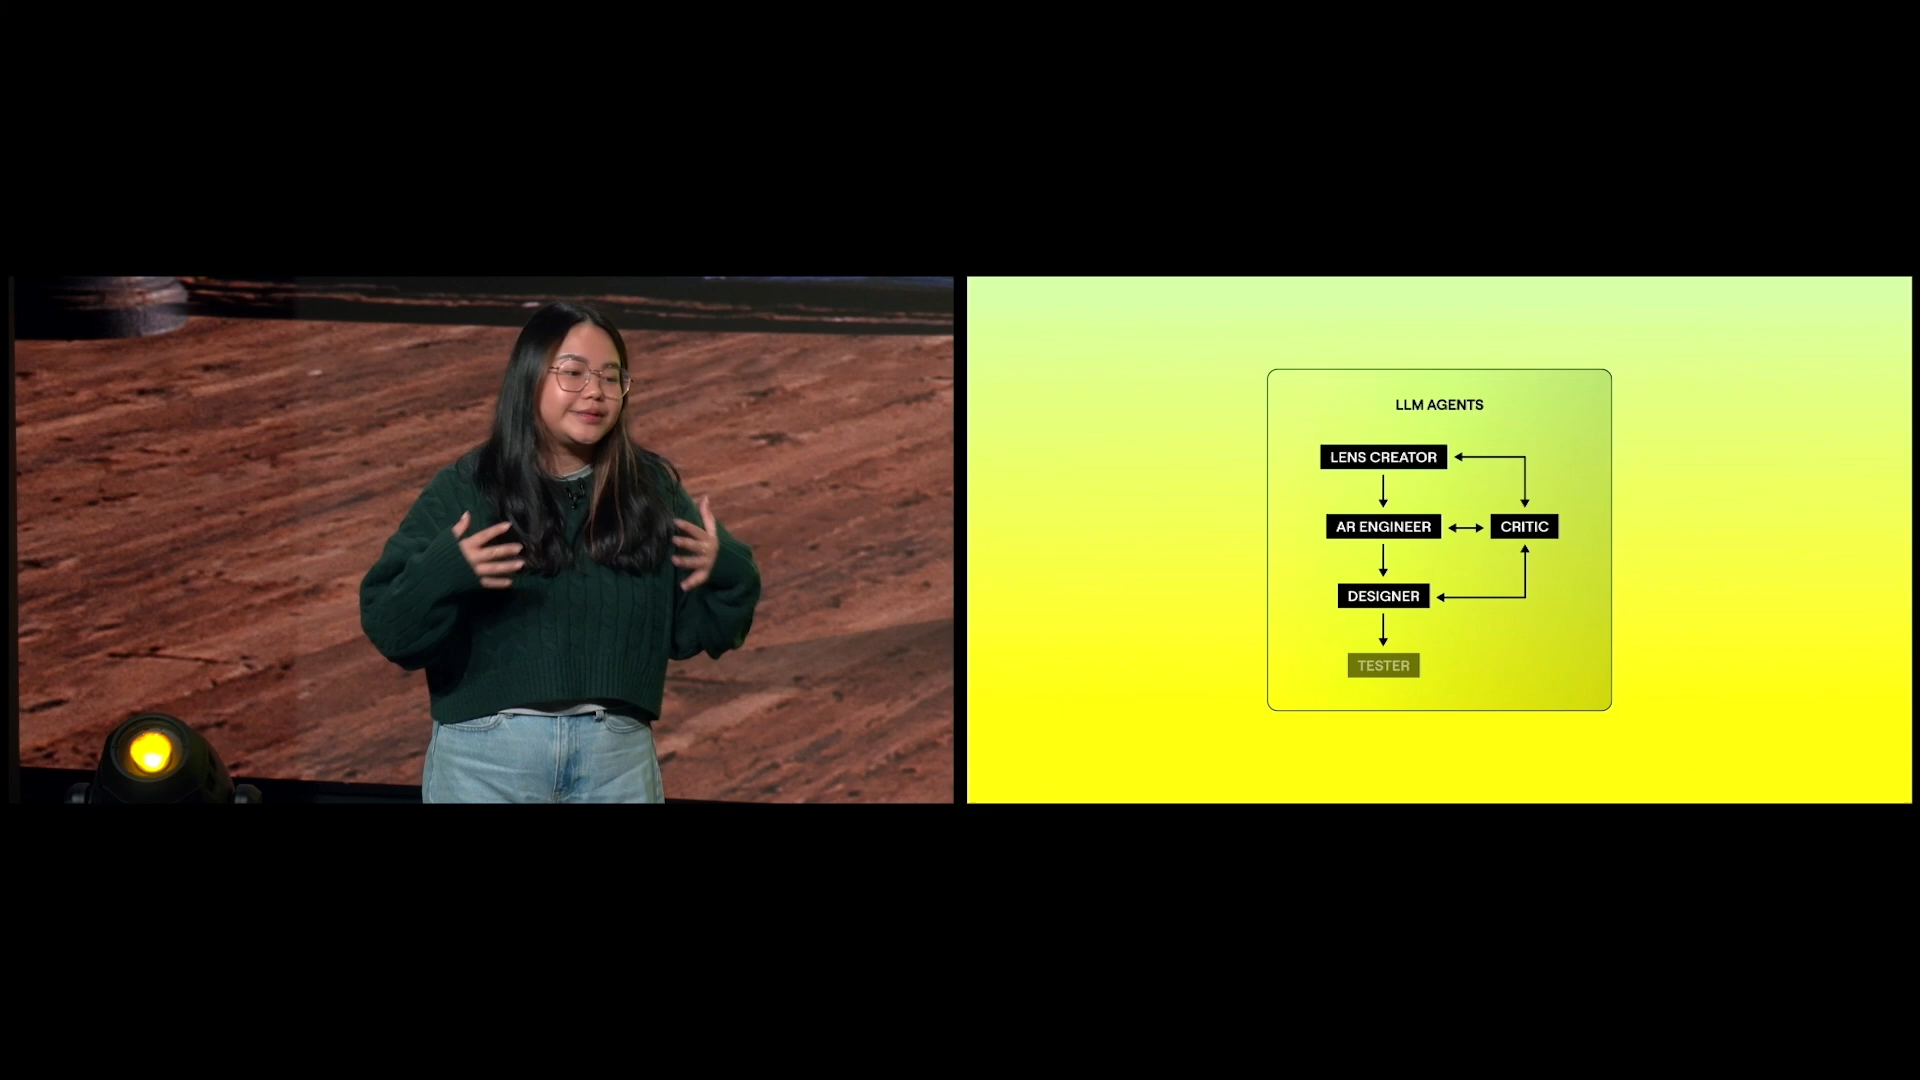 LLM AGENTS
LENS CREATOR
AR ENGINEER
CRITIC
DESIGNER
TESTER